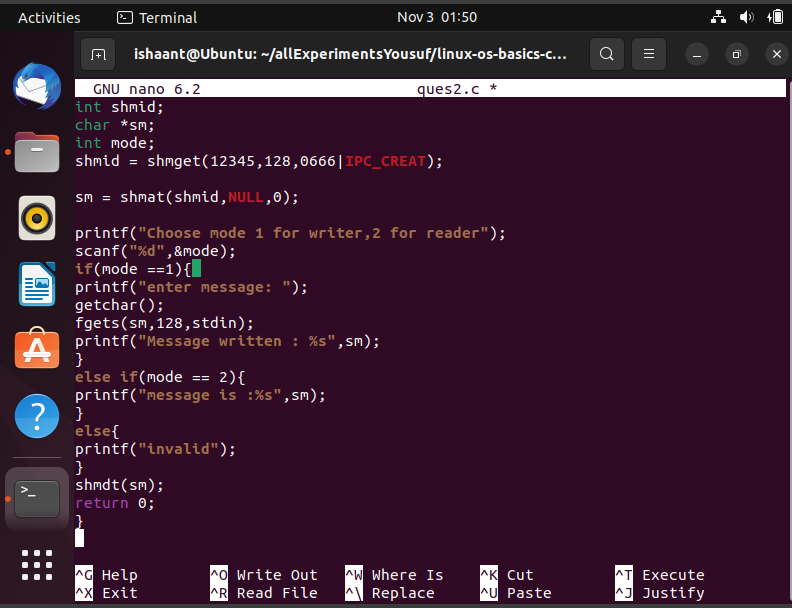 Activities Terminal Nov 3 01:50
ishaant@Ubuntu: ~/allExperimentsYousuf/linux-os-basics-c...
GNU nano 6.2 ques2.c *
int shmid;
char *sm;
int mode;
shmid = shmget(12345,128,0666|IPC_CREAT);
sm = shmat(shmid,NULL,0);
printf("Choose mode 1 for writer,2 for reader");
scanf("%d",&mode);
if(mode ==1){
printf("enter message: ");
getchar();
fgets(sm,128,stdin);
printf("Message written : %s",sm);
}
else if(mode == 2){
printf("message is :%s",sm);
}
else{
printf("invalid");
}
shmdt(sm);
return 0;
}
^G Help ^O Write Out ^W Where Is ^K Cut ^T Execute
^X Exit ^R Read File ^\ Replace ^U Paste ^J Justify